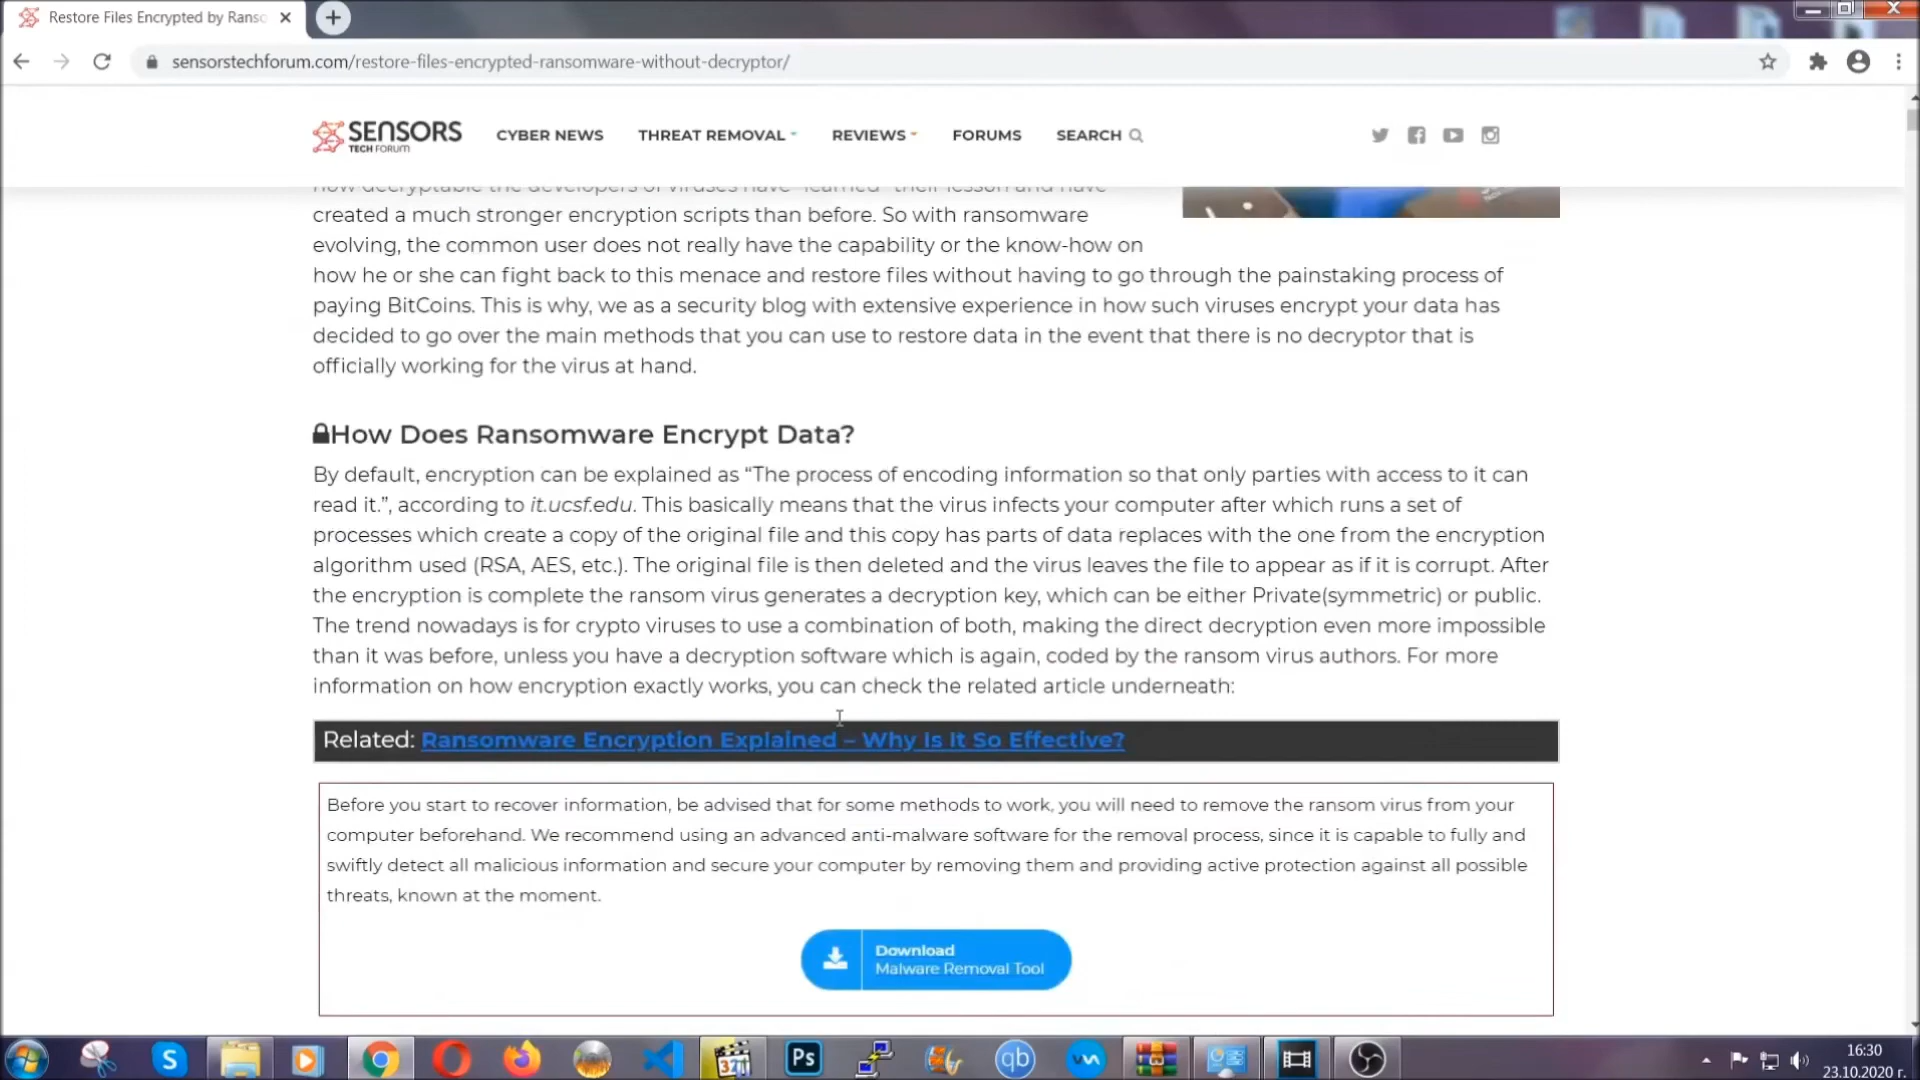 Restore Files Encrypted by Ranso
sensorstechforum.com/restore-files-encrypted-ransomware-without-decryptor/
SENSORS
TECH FORUM
CYBER NEWS
THREAT REMOVAL
REVIEWS
FORUMS
SEARCH
how decryptable the developers of viruses have "learned" their lesson and have
created a much stronger encryption scripts than before. So with ransomware
evolving, the common user does not really have the capability or the know-how on
how he or she can fight back to this menace and restore files without having to go through the painstaking process of
paying BitCoins. This is why, we as a security blog with extensive experience in how such viruses encrypt your data has
decided to go over the main methods that you can use to restore data in the event that there is no decryptor that is
officially working for the virus at hand.
How Does Ransomware Encrypt Data?
By default, encryption can be explained as “The process of encoding information so that only parties with access to it can
read it.”, according to it.ucsf.edu. This basically means that the virus infects your computer after which runs a set of
processes which create a copy of the original file and this copy has parts of data replaces with the one from the encryption
algorithm used (RSA, AES, etc.). The original file is then deleted and the virus leaves the file to appear as if it is corrupt. After
the encryption is complete the ransom virus generates a decryption key, which can be either Private(symmetric) or public.
The trend nowadays is for crypto viruses to use a combination of both, making the direct decryption even more impossible
than it was before, unless you have a decryption software which is again, coded by the ransom virus authors. For more
information on how encryption exactly works, you can check the related article underneath:
Related: Ransomware Encryption Explained – Why Is It So Effective?
Before you start to recover information, be advised that for some methods to work, you will need to remove the ransom virus from your
computer beforehand. We recommend using an advanced anti-malware software for the removal process, since it is capable to fully and
swiftly detect all malicious information and secure your computer by removing them and providing active protection against all possible
threats, known at the moment.
Download
Malware Removal Tool
S
321
Ps
qb
16:30
23.10.2020 г.